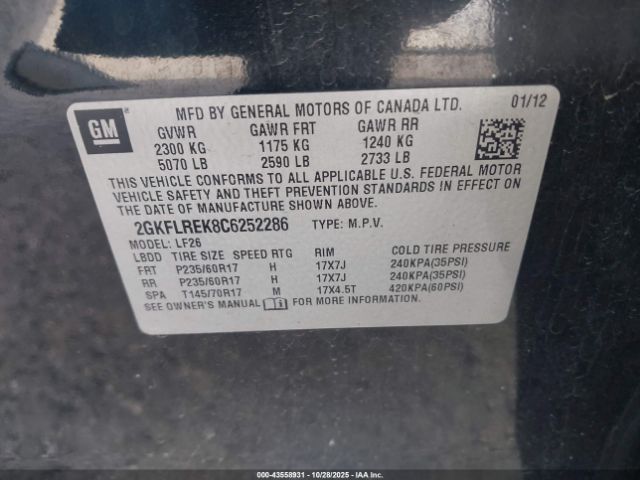 GM
MFD BY GENERAL MOTORS OF CANADA LTD. 01/12
GVWR GAWR FRT GAWR RR
2300 KG 1175 KG 1240 KG
5070 LB 2590 LB 2733 LB
THIS VEHICLE CONFORMS TO ALL APPLICABLE U.S. FEDERAL MOTOR
VEHICLE SAFETY AND THEFT PREVENTION STANDARDS IN EFFECT ON
THE DATE OF MANUFACTURE SHOWN ABOVE.
2GKFLREK8C6252286 TYPE: M.P.V.
MODEL: LF26
LBDD TIRE SIZE SPEED RTG RIM COLD TIRE PRESSURE
FRT P235/60R17 H 17X7J 240KPA(35PSI)
RR P235/60R17 H 17X7J 240KPA(35PSI)
SPA T145/70R17 M 17X4.5T 420KPA(60PSI)
SEE OWNER'S MANUAL FOR MORE INFORMATION.
000-43558931 - 10/28/2025 - IAAI.COM